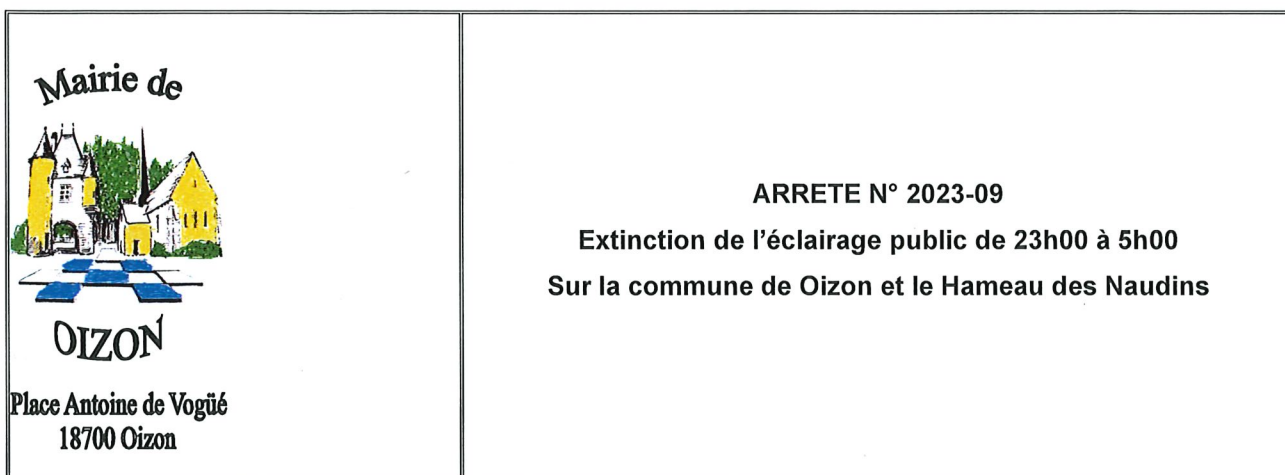 Mairie de
OIZON
Place Antoine de Vogüé
18700 Oizon
ARRETE N° 2023-09
Extinction de l'éclairage public de 23h00 à 5h00
Sur la commune de Oizon et le Hameau des Naudins